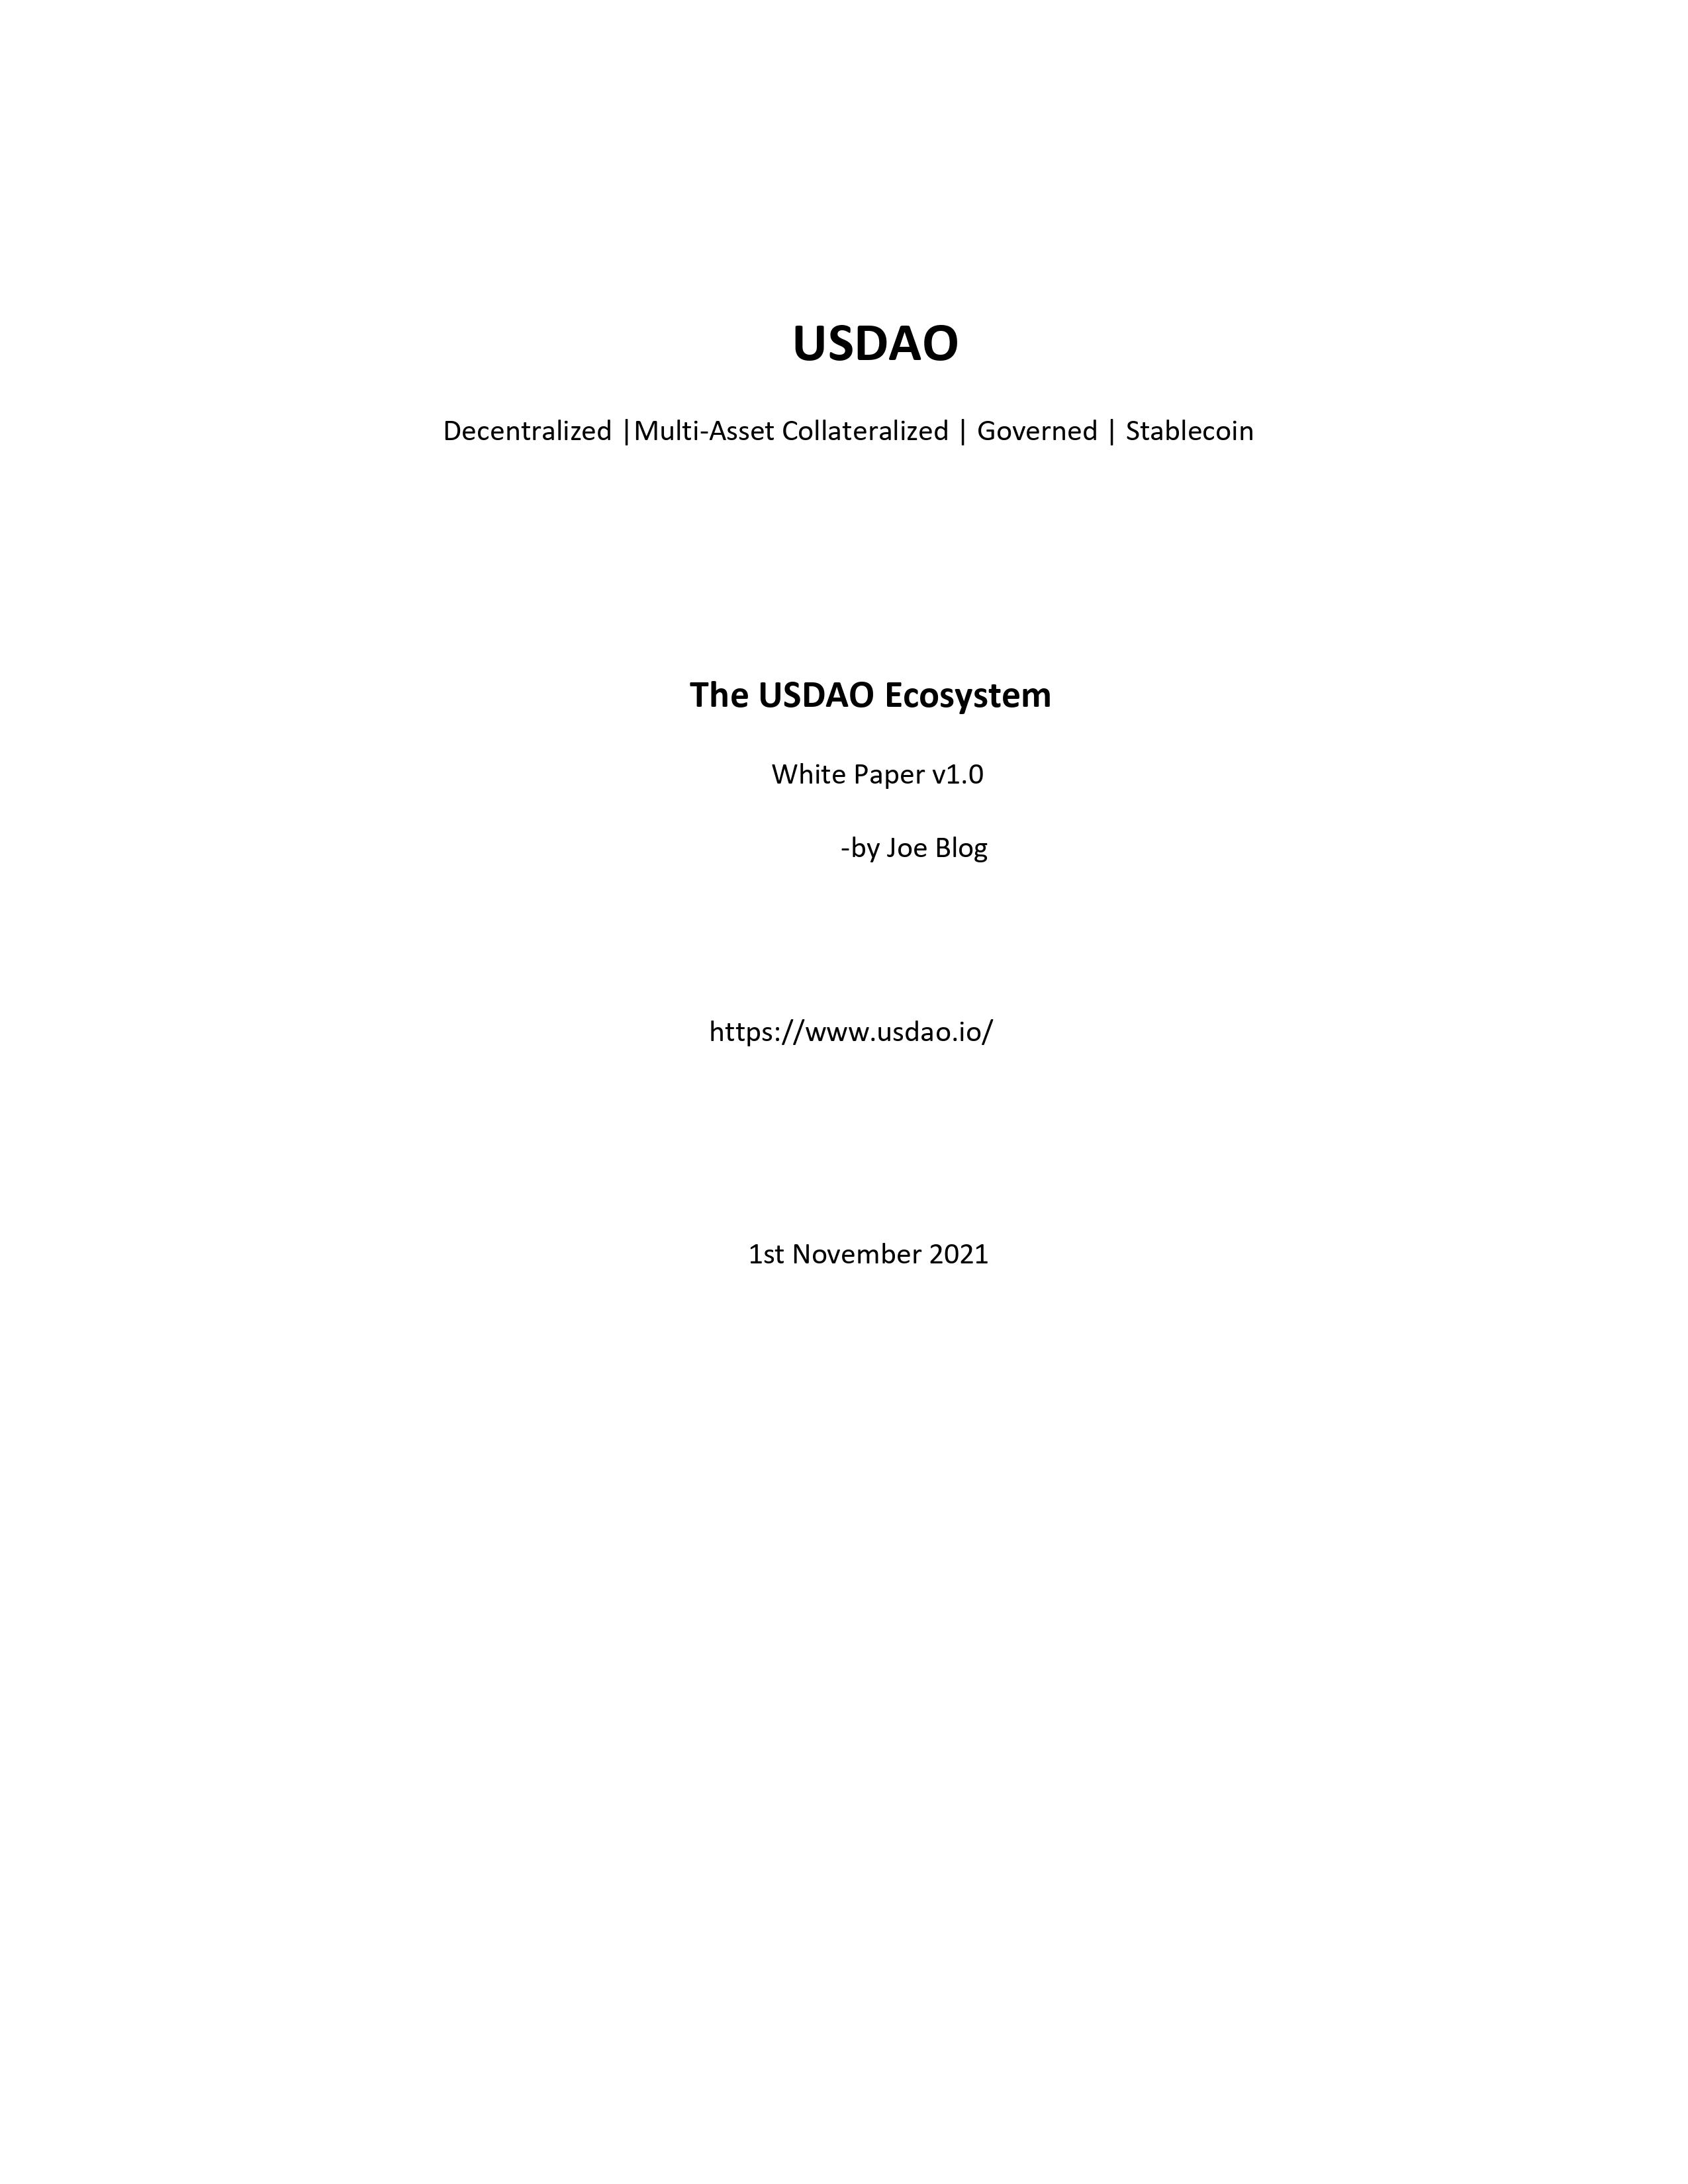 USDAO
Decentralized |Multi-Asset Collateralized | Governed | Stablecoin
The USDAO Ecosystem
White Paper v1.0
-by Joe Blog
https://www.usdao.io/
1st November 2021